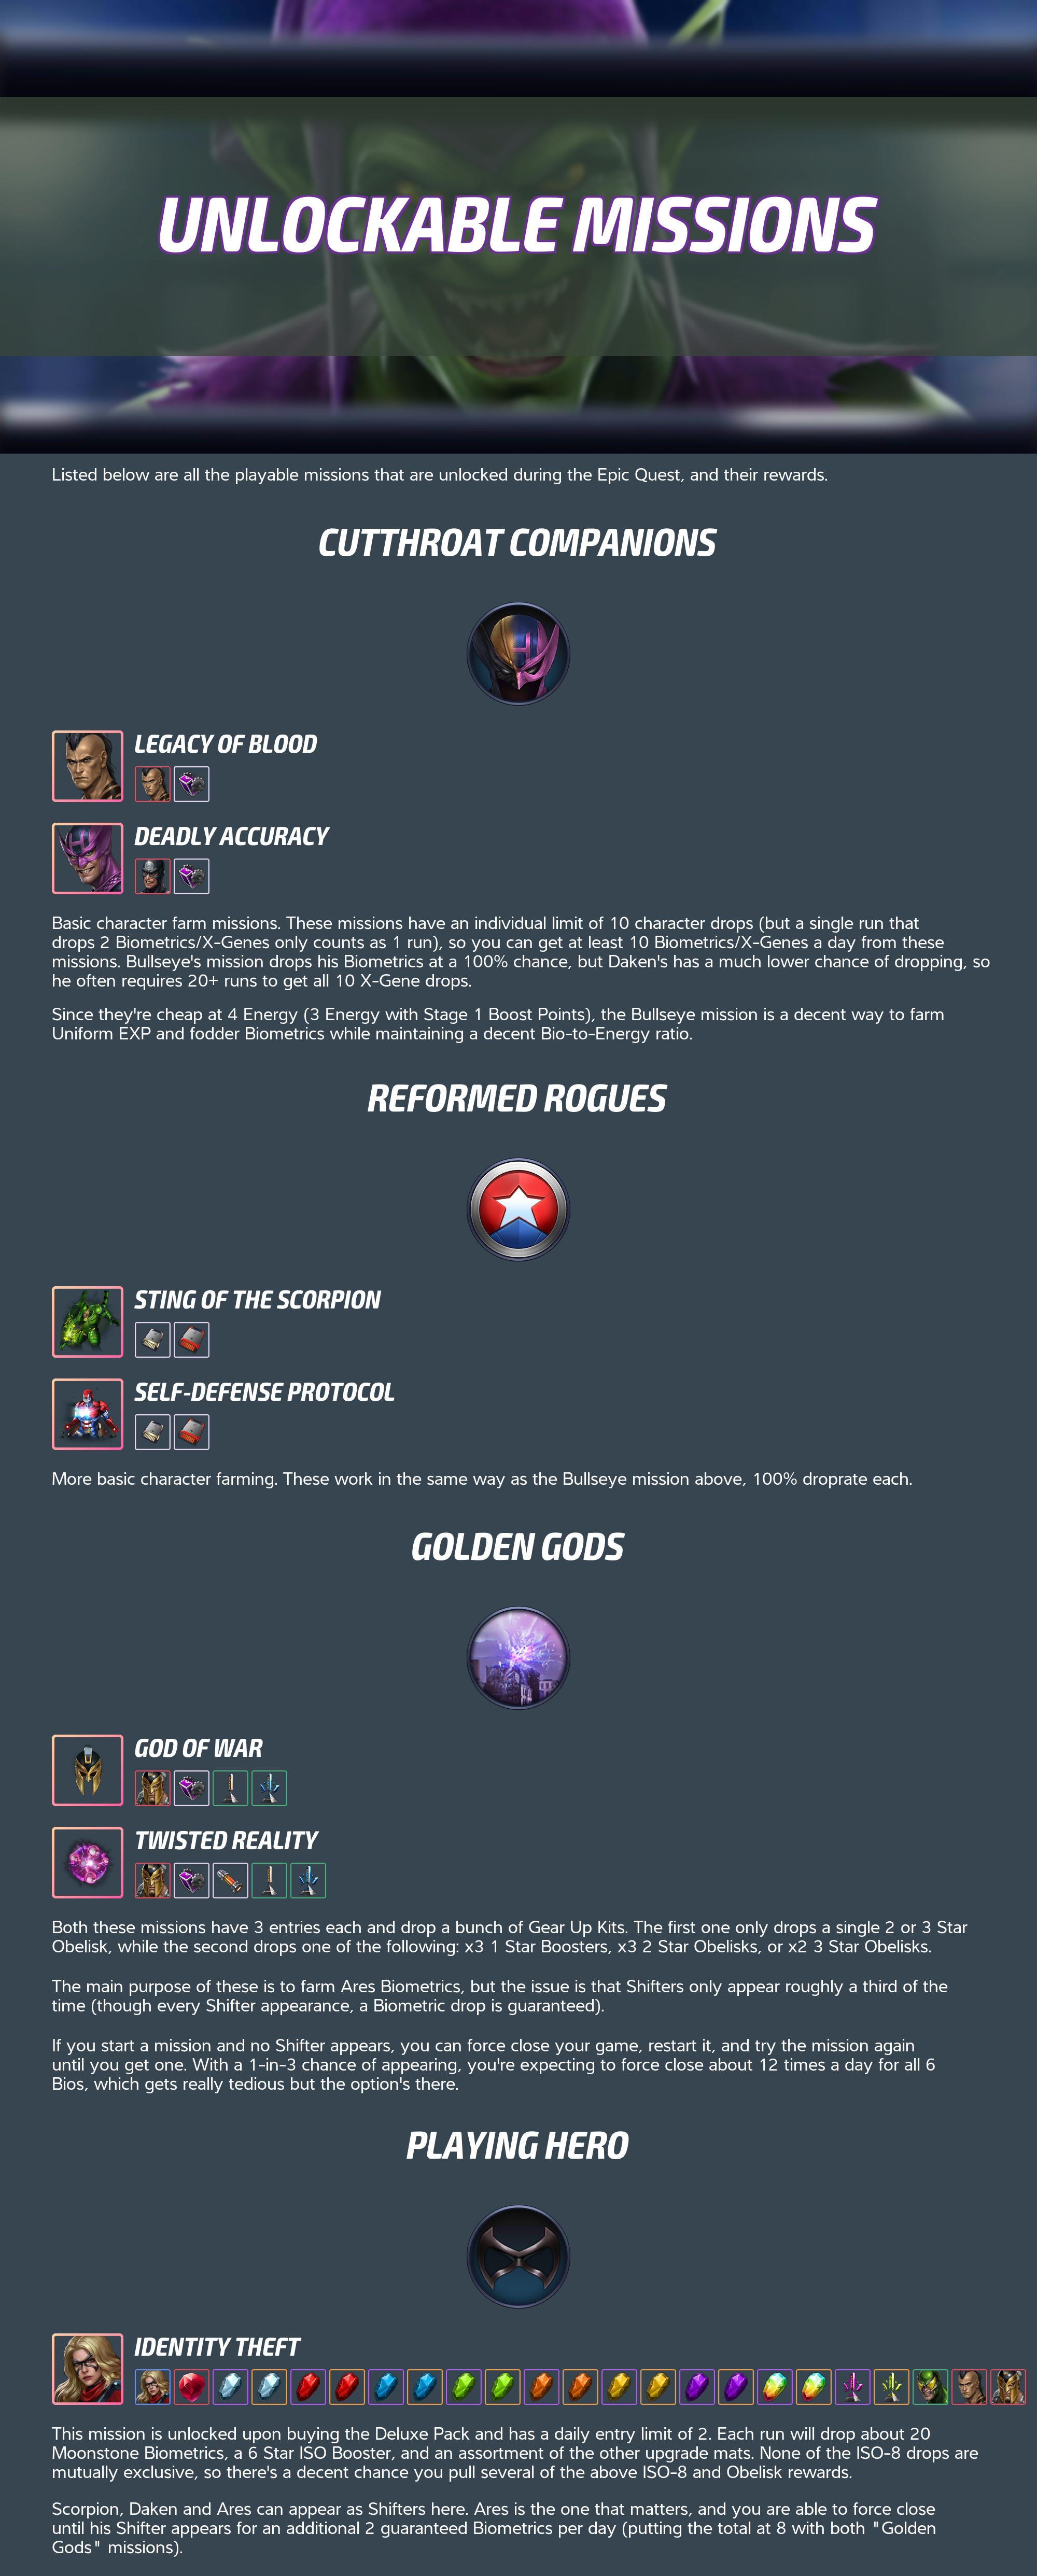 UNLOCKABLE MISSIONS
Listed below are all the playable missions that are unlocked during the Epic Quest, and their rewards.
CUTTHROAT COMPANIONS
LEGACY OF BLOOD
DEADLY ACCURACY
Basic character farm missions. These missions have an individual limit of 10 character drops (but a single run that
drops 2 Biometrics/X-Genes only counts as 1 run), so you can get at least 10 Biometrics/X-Genes a day from these
missions. Bullseye's mission drops his Biometrics at a 100% chance, but Daken's has a much lower chance of dropping, so
he often requires 20+ runs to get all 10 X-Gene drops.
Since they're cheap at 4 Energy (3 Energy with Stage 1 Boost Points), the Bullseye mission is a decent way to farm
Uniform EXP and fodder Biometrics while maintaining a decent Bio-to-Energy ratio.
REFORMED ROGUES
STING OF THE SCORPION
SELF-DEFENSE PROTOCOL
More basic character farming. These work in the same way as the Bullseye mission above, 100% droprate each.
GOLDEN GODS
GOD OF WAR
TWISTED REALITY
Both these missions have 3 entries each and drop a bunch of Gear Up Kits. The first one only drops a single 2 or 3 Star
Obelisk, while the second drops one of the following: x3 1 Star Boosters, x3 2 Star Obelisks, or x2 3 Star Obelisks.
The main purpose of these is to farm Ares Biometrics, but the issue is that Shifters only appear roughly a third of the
time (though every Shifter appearance, a Biometric drop is guaranteed).
If you start a mission and no Shifter appears, you can force close your game, restart it, and try the mission again
until you get one. With a 1-in-3 chance of appearing, you're expecting to force close about 12 times a day for all 6
Bios, which gets really tedious but the option's there.
PLAYING HERO
IDENTITY THEFT
This mission is unlocked upon buying the Deluxe Pack and has a daily entry limit of 2. Each run will drop about 20
Moonstone Biometrics, a 6 Star ISO Booster, and an assortment of the other upgrade mats. None of the ISO-8 drops are
mutually exclusive, so there's a decent chance you pull several of the above ISO-8 and Obelisk rewards.
Scorpion, Daken and Ares can appear as Shifters here. Ares is the one that matters, and you are able to force close
until his Shifter appears for an additional 2 guaranteed Biometrics per day (putting the total at 8 with both "Golden
Gods" missions).